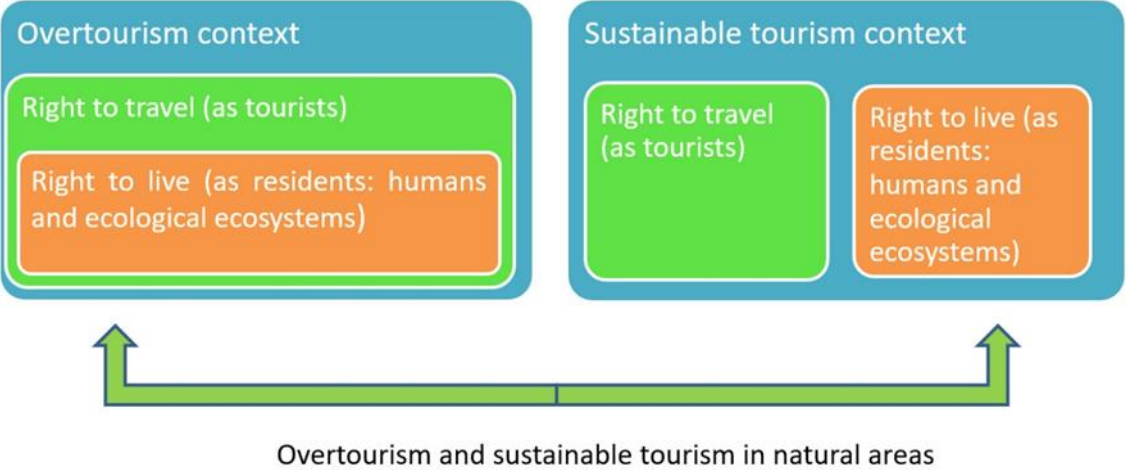 Overtourism context
Right to travel (as tourists)
Right to live (as residents: humans
and ecological ecosystems)
Sustainable tourism context
Right to travel
(as tourists)
Right to live (as
residents:
humans and
ecological
ecosystems)
Overtourism and sustainable tourism in natural areas